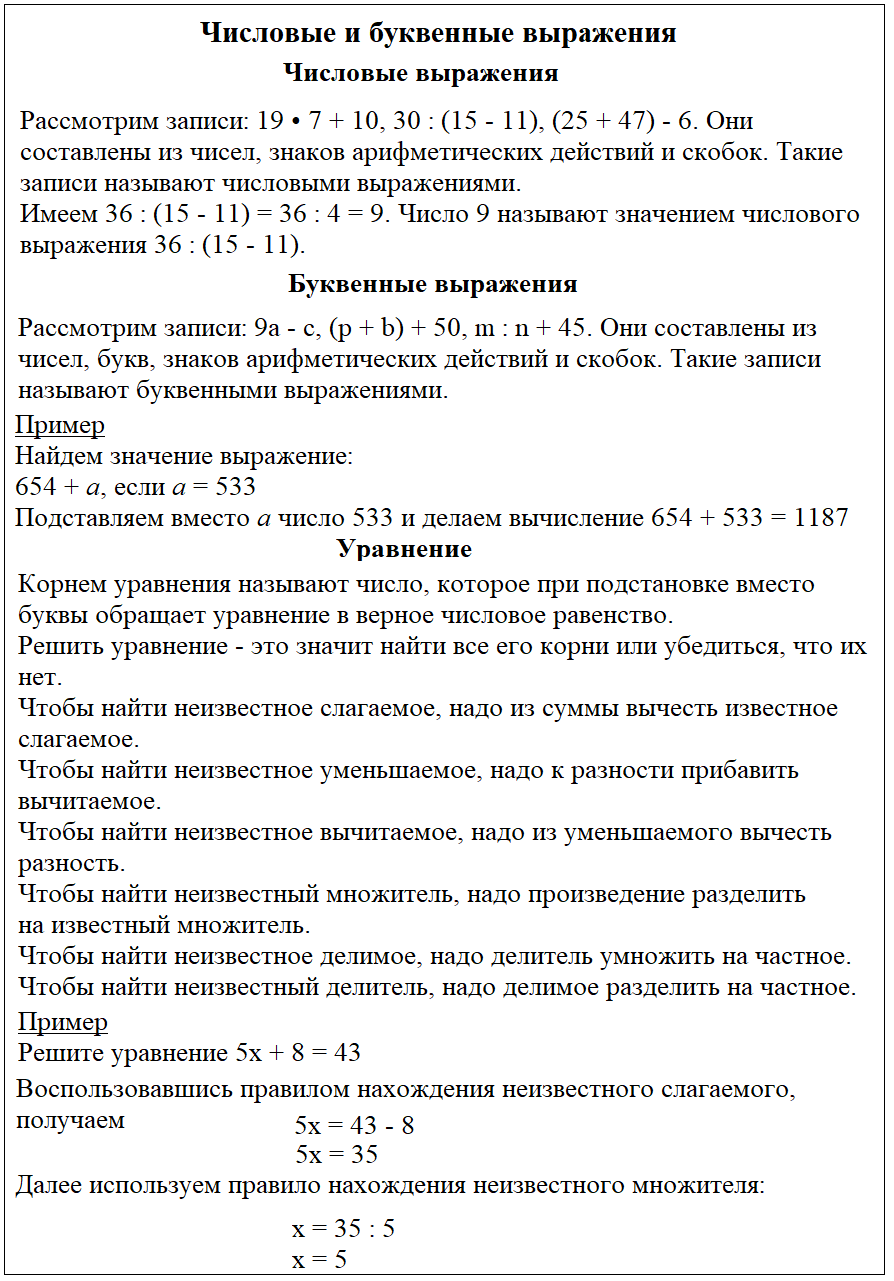 Числовые и буквенные выражения
Числовые выражения
Рассмотрим записи: 19 • 7 + 10, 30 : (15 - 11), (25 + 47) - 6. Они
составлены из чисел, знаков арифметических действий и скобок. Такие
записи называют числовыми выражениями.
Имеем 36 : (15 - 11) = 36 : 4 = 9. Число 9 называют значением числового
выражения 36 : (15 - 11).
Буквенные выражения
Рассмотрим записи: 9a - c, (p + b) + 50, m : n + 45. Они составлены из
чисел, букв, знаков арифметических действий и скобок. Такие записи
называют буквенными выражениями.
Пример
Найдем значение выражение:
654 + a, если a = 533
Подставляем вместо a число 533 и делаем вычисление 654 + 533 = 1187
Уравнение
Корнем уравнения называют число, которое при подстановке вместо
буквы обращает уравнение в верное числовое равенство.
Решить уравнение - это значит найти все его корни или убедиться, что их
нет.
Чтобы найти неизвестное слагаемое, надо из суммы вычесть известное
слагаемое.
Чтобы найти неизвестное уменьшаемое, надо к разности прибавить
вычитаемое.
Чтобы найти неизвестное вычитаемое, надо из уменьшаемого вычесть
разность.
Чтобы найти неизвестный множитель, надо произведение разделить
на известный множитель.
Чтобы найти неизвестное делимое, надо делитель умножить на частное.
Чтобы найти неизвестный делитель, надо делимое разделить на частное.
Пример
Решите уравнение 5x + 8 = 43
Воспользовавшись правилом нахождения неизвестного слагаемого,
получаем
5x = 43 - 8
5x = 35
Далее используем правило нахождения неизвестного множителя:
x = 35 : 5
x = 5